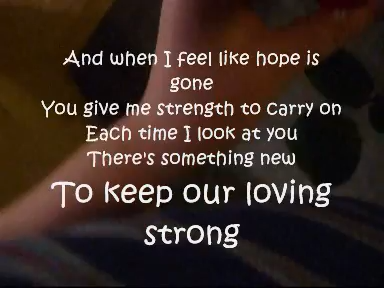 And when I feel like hope is
gone
You give me strength to carry on
Each time I look at you
There's something new
To keep our loving
strong